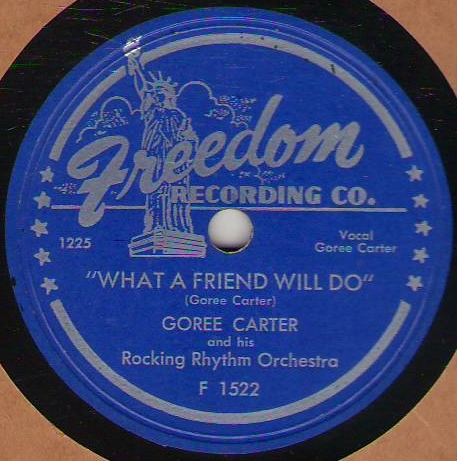 Freedom
RECORDING CO.
1225
Vocal
Goree Carter
"WHAT A FRIEND WILL DO"
(Goree Carter)
GOREE CARTER
and his
Rocking Rhythm Orchestra
F 1522